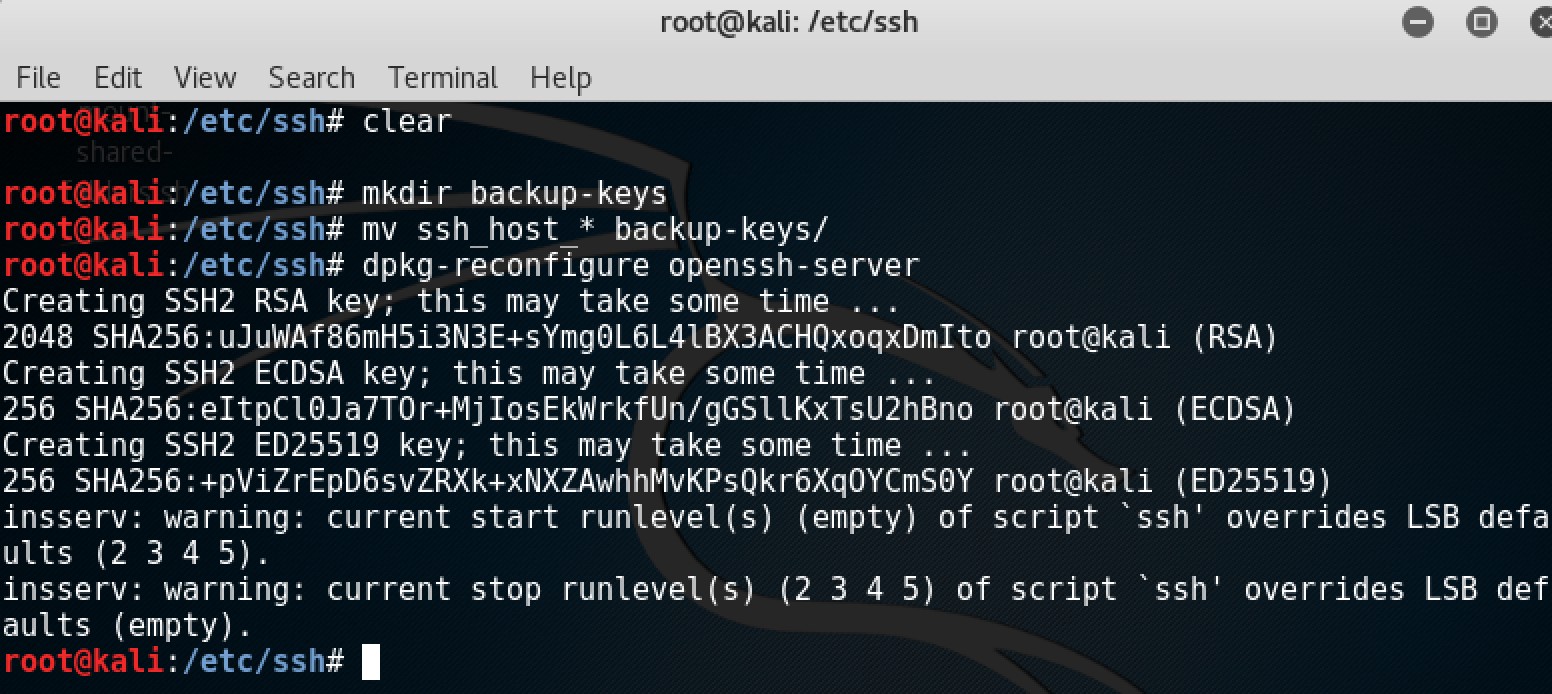 root@kali: /etc/ssh
File Edit View Search Terminal Help
root@kali:/etc/ssh# clear
shared-
root@kali:/etc/ssh# mkdir backup-keys
root@kali:/etc/ssh# mv ssh_host_* backup-keys/
root@kali:/etc/ssh# dpkg-reconfigure openssh-server
Creating SSH2 RSA key; this may take some time ...
2048 SHA256:uJuWAf86mH5i3N3E+sYmg0L6L4lBX3ACHQxoqxDmIto root@kali (RSA)
Creating SSH2 ECDSA key; this may take some time ...
256 SHA256:eItpCl0Ja7TOr+MjIosEkWrkfUn/gGSllKxTsU2hBno root@kali (ECDSA)
Creating SSH2 ED25519 key; this may take some time ...
256 SHA256:+pViZrEpD6svZRXk+xNXZAwhhMvKPsQkr6XqOYCmS0Y root@kali (ED25519)
insserv: warning: current start runlevel(s) (empty) of script `ssh' overrides LSB defa
ults (2 3 4 5).
insserv: warning: current stop runlevel(s) (2 3 4 5) of script `ssh' overrides LSB def
aults (empty).
root@kali:/etc/ssh#